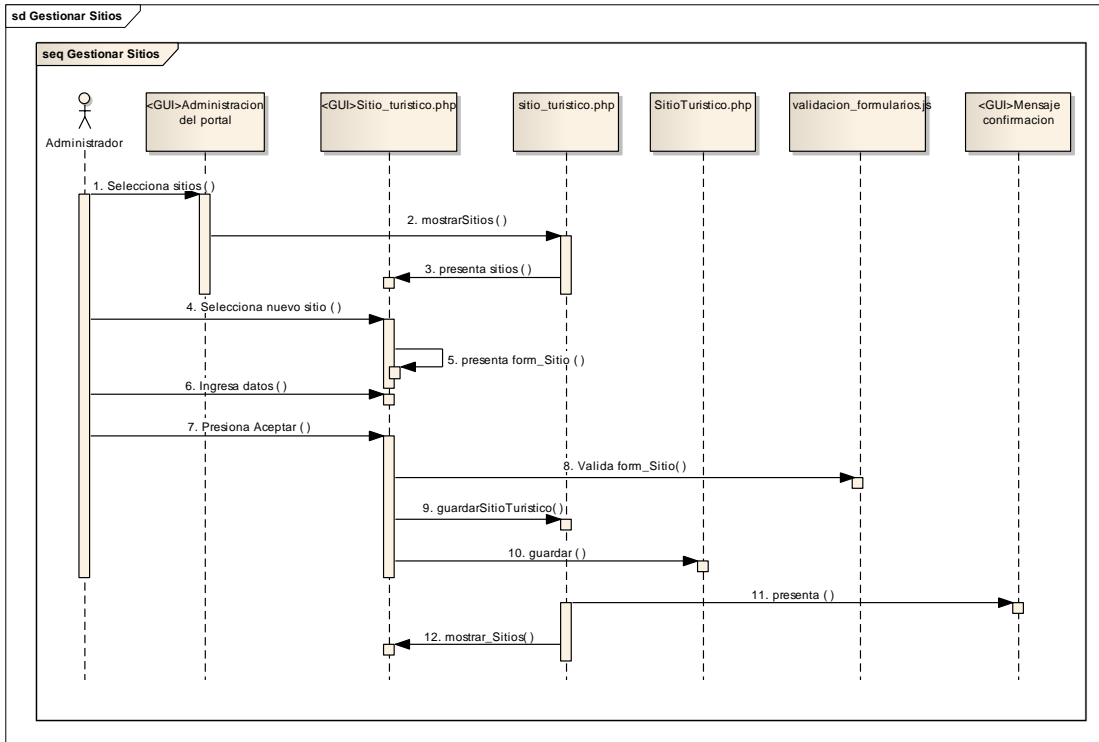 sd Gestionar Sitios
seq Gestionar Sitios
Administrador
<GUI>Administracion
del portal
<GUI>Sitio_turistico.php
sitio_turistico.php
SitioTuristico.php
validacion_formularios.js
<GUI>Mensaje
confirmacion
1. Selecciona sitios ( )
2. mostrarSitios ( )
3. presenta sitios ( )
4. Selecciona nuevo sitio ( )
5. presenta form_Sitio ( )
6. Ingresa datos ( )
7. Presiona Aceptar ( )
8. Valida form_Sitio( )
9. guardarSitioTuristico( )
10. guardar ( )
11. presenta ( )
12. mostrar_Sitios( )